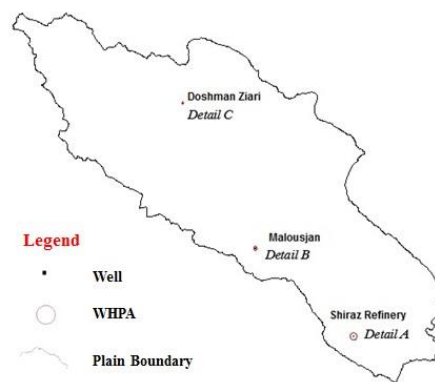 Doshman Ziari
Detail C
Malousjan
Detail B
Shiraz Refinery
Detail A
Legend
Well
WHPA
Plain Boundary